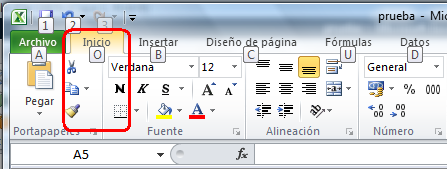 prueba - Mic
1 2 3
Archivo Inicio Insertar Diseño de página Fórmulas Datos
A O B C U D
Verdana 12 General
Pegar N K S
A % 000
Portapapeles Fuente Alineación Número
A5 fx